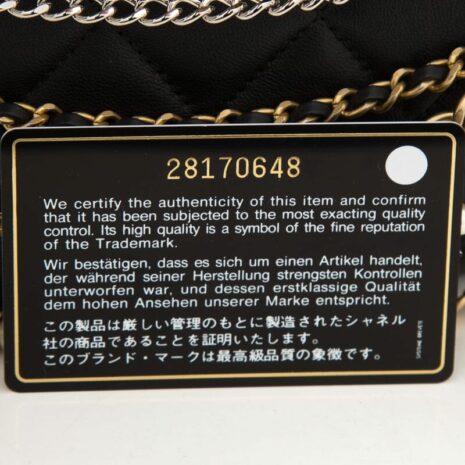 28170648
We certify the authenticity of this item and confirm
that it has been subjected to the most exacting quality
control. Its high quality is a symbol of the fine reputation
of the Trademark.
Wir bestätigen, dass es sich um einen Artikel handelt,
der während seiner Herstellung strengsten Kontrollen
unterworfen war, und dessen erstklassige Qualität
dem hohen Ansehen unserer Marke entspricht.
この製品は厳しい管理のもとに製造されたシャネル
社の商品であることを証明いたします。
このブランド・マークは最高級品質の象徴です。